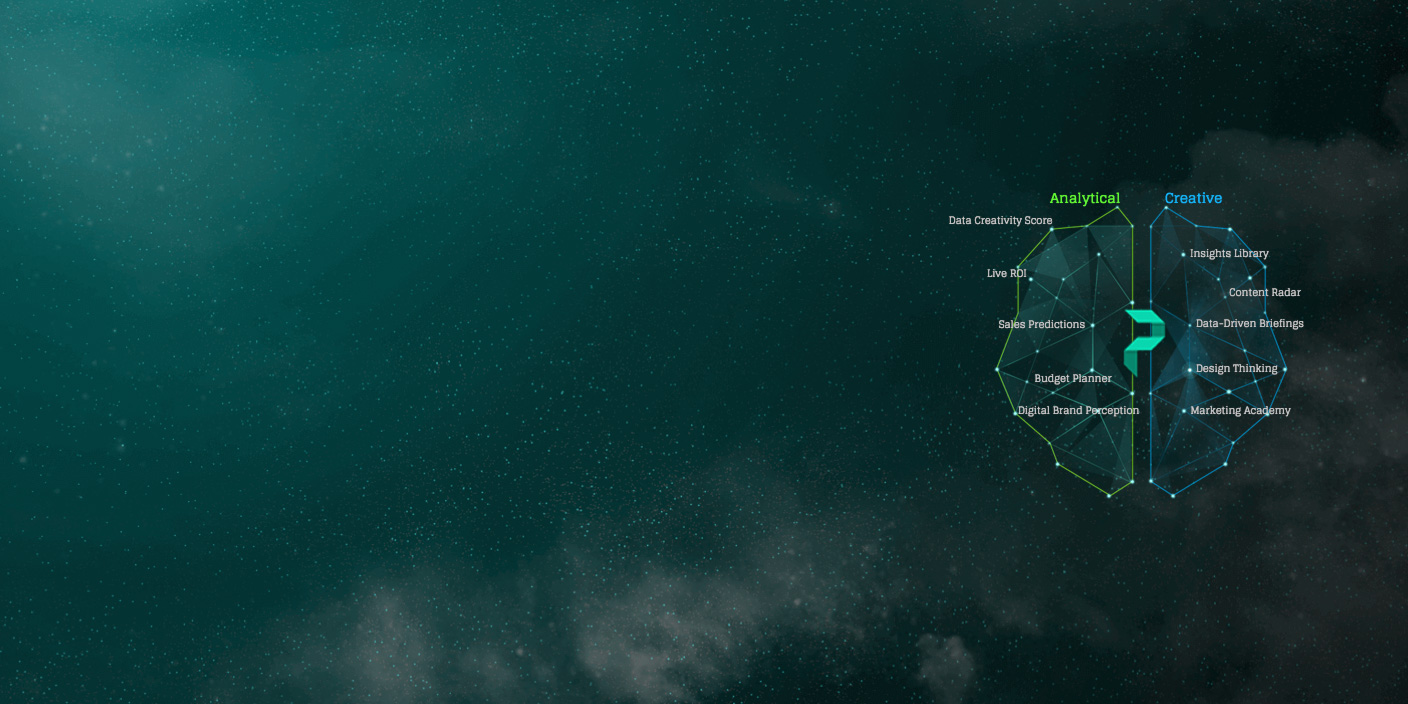 Analytical
Creative
Data Creativity Score
Insights Library
Live ROI
Content Radar
Sales Predictions
Data-Driven Briefings
Budget Planner
Design Thinking
Digital Brand Perception
Marketing Academy